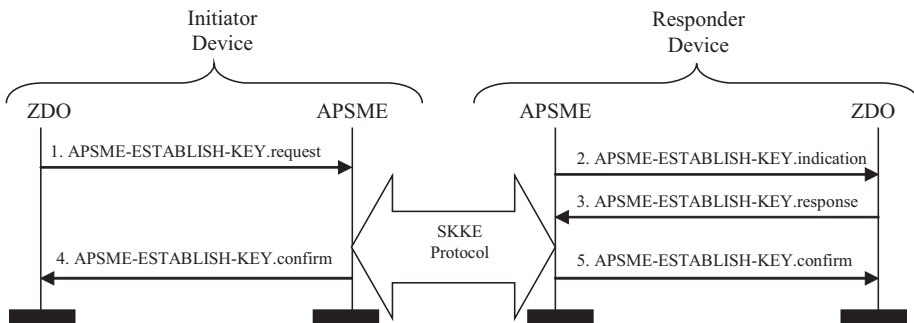 Initiator
Device
Responder
Device
ZDO
APSME
APSME
ZDO
1. APSME-ESTABLISH-KEY.request
2. APSME-ESTABLISH-KEY.indication
3. APSME-ESTABLISH-KEY.response
SKKE
Protocol
4. APSME-ESTABLISH-KEY.confirm
5. APSME-ESTABLISH-KEY.confirm